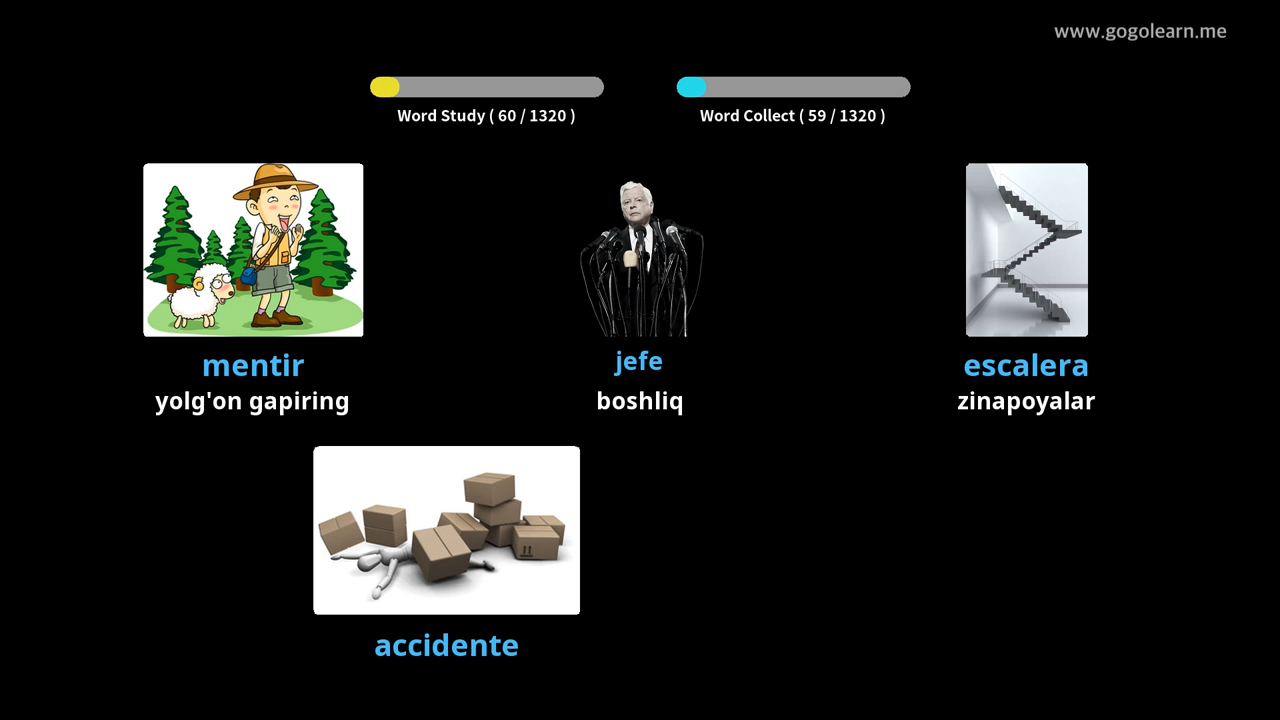 www.gogolearn.me
Word Study ( 60 / 1320 )
Word Collect ( 59 / 1320 )
mentir
jefe
escalera
yolg'on gapiring
boshliq
zinapoyalar
accidente